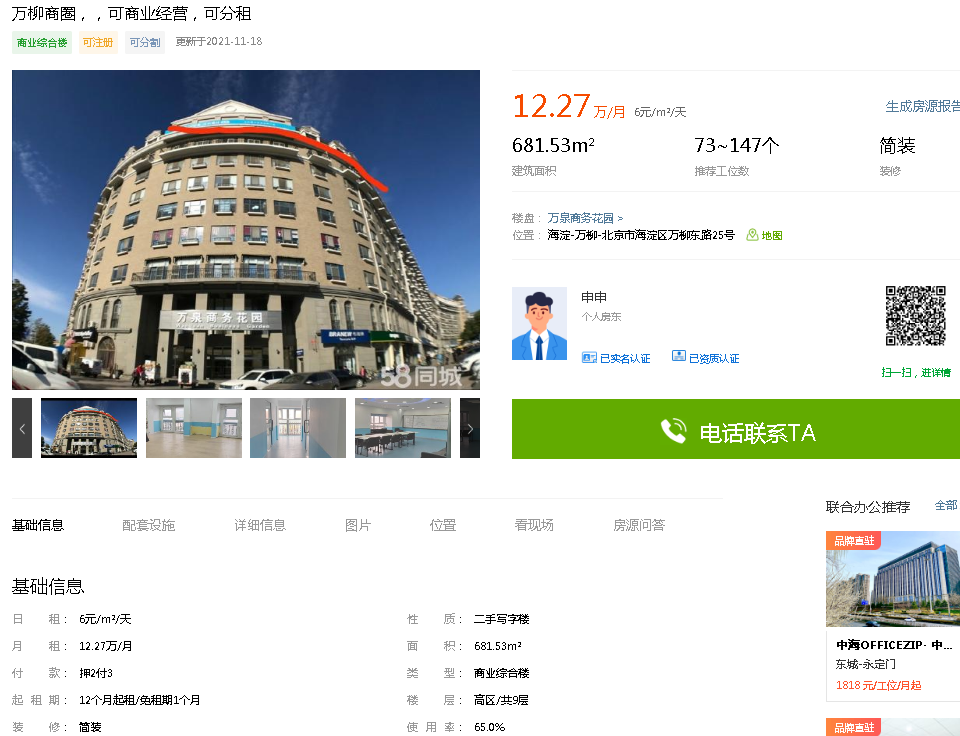 万柳商圈，，可商业经营，可分租
商业综合楼 可注册 可分割 更新于2021-11-18
万泉商务花园
Wanquan Business Garden
58同城
12.27万/月 6元/m²/天
生成房源报告
681.53m² 73~147个 简装
建筑面积 推荐工位数 装修
楼盘： 万泉商务花园 >
位置： 海淀-万柳-北京市海淀区万柳东路25号 地图
申申
个人房东
已实名认证 已资质认证
扫一扫，进详情
电话联系TA
基础信息 配套设施 详细信息 图片 位置 看现场 房源问答
联合办公推荐 全部
品牌直驻
中海OFFICEZIP· 中...
东城-永定门
1818 元/工位/月起
品牌直驻
基础信息
日租： 6元/m²/天 性质： 二手写字楼
月租： 12.27万/月 面积： 681.53m²
付款： 押2付3 类型： 商业综合楼
起租期： 12个月起租/免租期1个月 楼层： 高区/共9层
装修： 简装 使用率： 65.0%